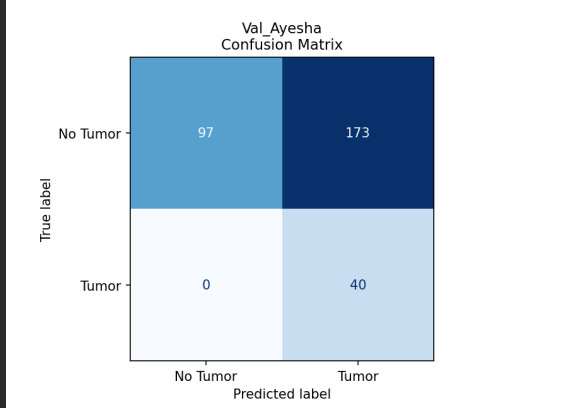 Val_Ayesha
Confusion Matrix
No Tumor
97
173
True label
Tumor
0
40
No Tumor
Tumor
Predicted label